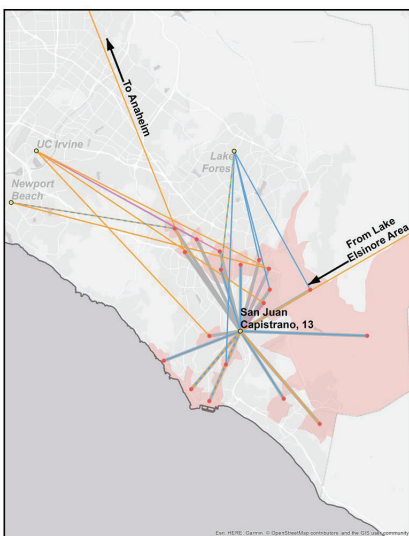 To Anaheim
UC Irvine
Lake
Forest
Newport
Beach
From Lake
Elsinore Area
San Juan
Capistrano, 13
Esri, HERE, Garmin, © OpenStreetMap contributors, and the GIS user community